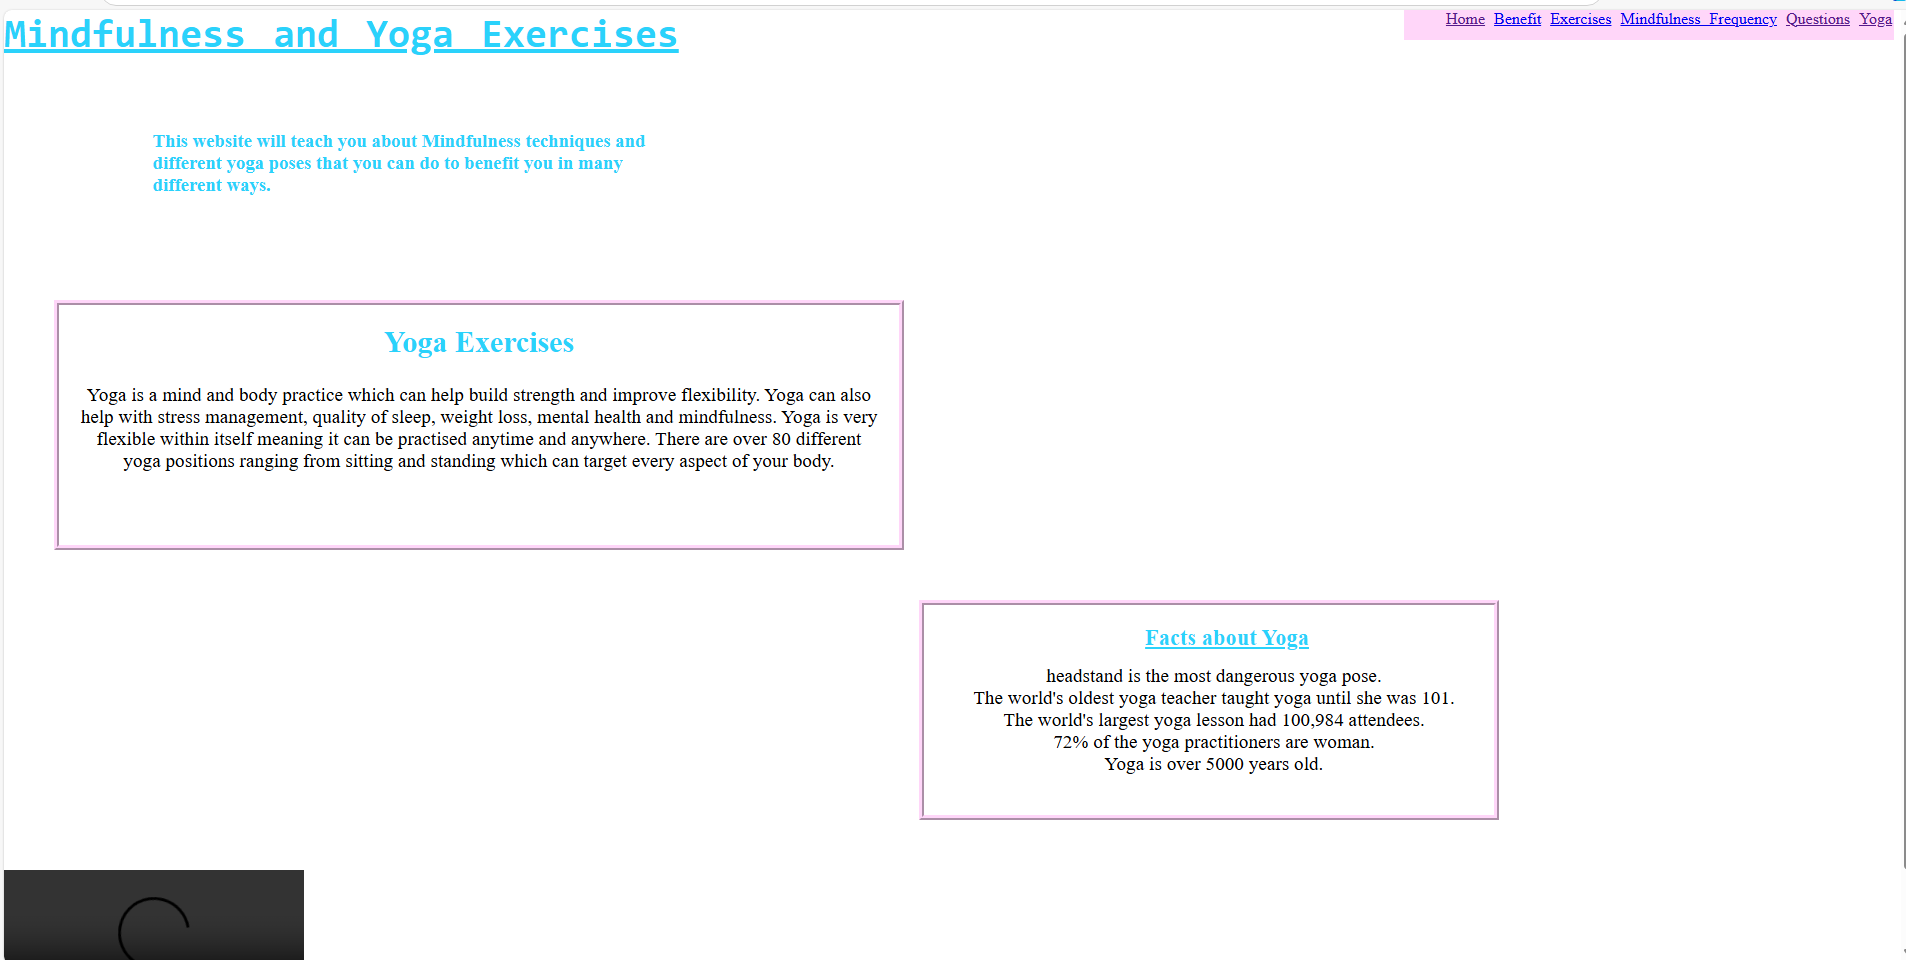 Mindfulness and Yoga Exercises
Home Benefit Exercises Mindfulness Frequency Questions Yoga
This website will teach you about Mindfulness techniques and
different yoga poses that you can do to benefit you in many
different ways.
Yoga Exercises
Yoga is a mind and body practice which can help build strength and improve flexibility. Yoga can also
help with stress management, quality of sleep, weight loss, mental health and mindfulness. Yoga is very
flexible within itself meaning it can be practised anytime and anywhere. There are over 80 different
yoga positions ranging from sitting and standing which can target every aspect of your body.
Facts about Yoga
headstand is the most dangerous yoga pose.
The world's oldest yoga teacher taught yoga until she was 101.
The world's largest yoga lesson had 100,984 attendees.
72% of the yoga practitioners are woman.
Yoga is over 5000 years old.